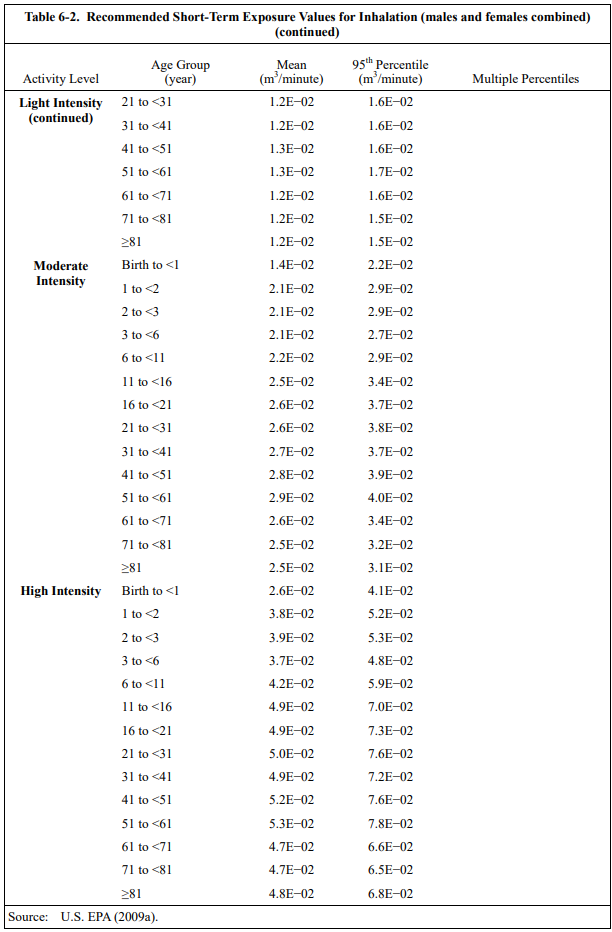 Table 6-2. Recommended Short-Term Exposure Values for Inhalation (males and females combined)
(continued)
Activity Level Age Group (year) Mean (m³/minute) 95th Percentile (m³/minute) Multiple Percentiles
Light Intensity (continued) 21 to <31 1.2E−02 1.6E−02
31 to <41 1.2E−02 1.6E−02
41 to <51 1.3E−02 1.6E−02
51 to <61 1.3E−02 1.7E−02
61 to <71 1.2E−02 1.6E−02
71 to <81 1.2E−02 1.5E−02
≥81 1.2E−02 1.5E−02
Moderate Intensity Birth to <1 1.4E−02 2.2E−02
1 to <2 2.1E−02 2.9E−02
2 to <3 2.1E−02 2.9E−02
3 to <6 2.1E−02 2.7E−02
6 to <11 2.2E−02 2.9E−02
11 to <16 2.5E−02 3.4E−02
16 to <21 2.6E−02 3.7E−02
21 to <31 2.6E−02 3.8E−02
31 to <41 2.7E−02 3.7E−02
41 to <51 2.8E−02 3.9E−02
51 to <61 2.9E−02 4.0E−02
61 to <71 2.6E−02 3.4E−02
71 to <81 2.5E−02 3.2E−02
≥81 2.5E−02 3.1E−02
High Intensity Birth to <1 2.6E−02 4.1E−02
1 to <2 3.8E−02 5.2E−02
2 to <3 3.9E−02 5.3E−02
3 to <6 3.7E−02 4.8E−02
6 to <11 4.2E−02 5.9E−02
11 to <16 4.9E−02 7.0E−02
16 to <21 4.9E−02 7.3E−02
21 to <31 5.0E−02 7.6E−02
31 to <41 4.9E−02 7.2E−02
41 to <51 5.2E−02 7.6E−02
51 to <61 5.3E−02 7.8E−02
61 to <71 4.7E−02 6.6E−02
71 to <81 4.7E−02 6.5E−02
≥81 4.8E−02 6.8E−02
Source: U.S. EPA (2009a).